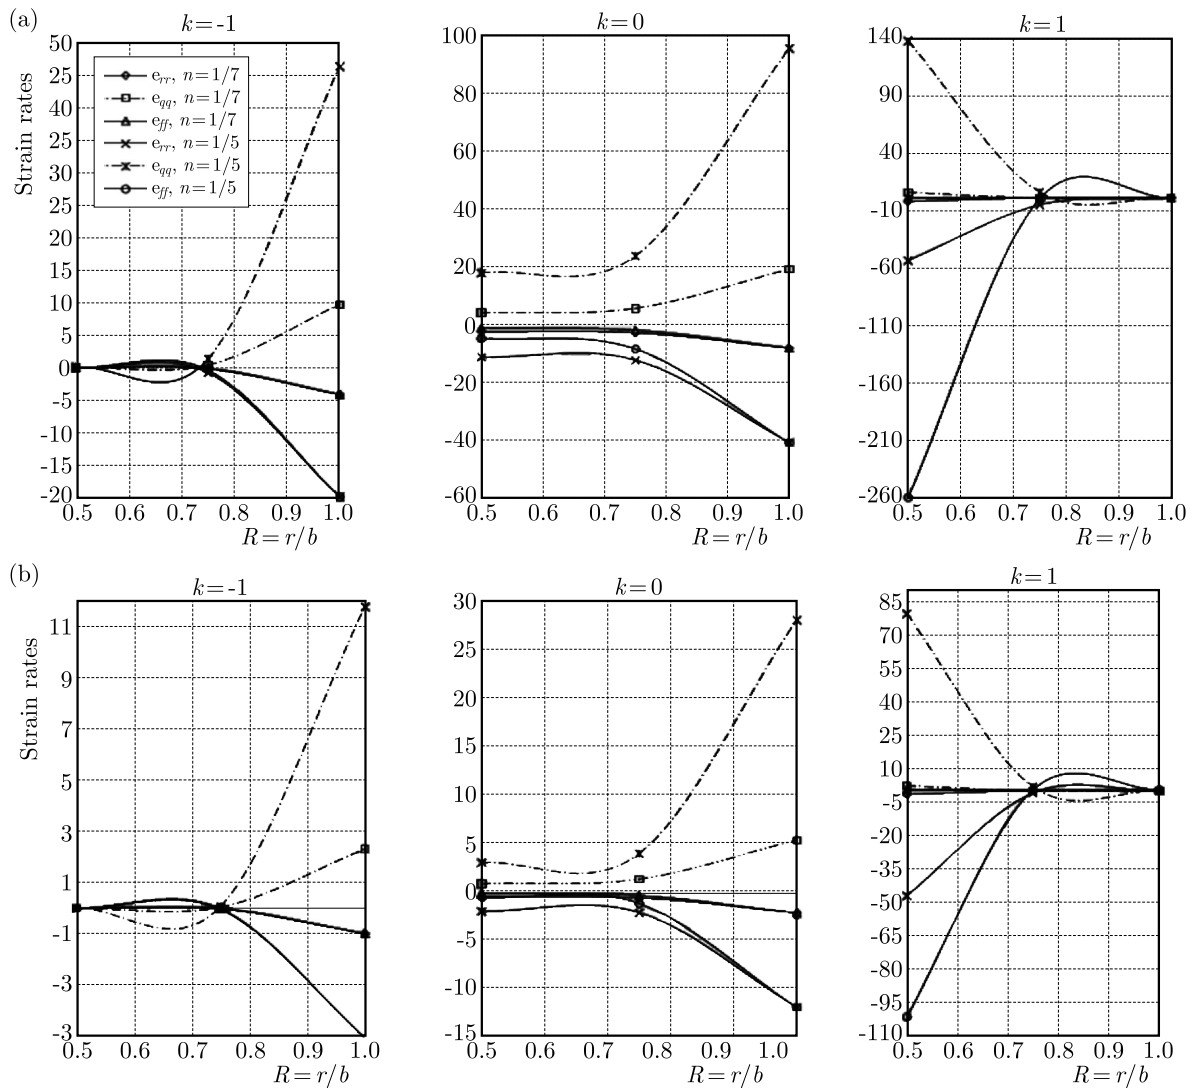 (a)
k=-1
k=0
k=1
Strain rates
50
25
40
35
25
35
30
25
20
15
10
5
0
-5
-10
-15
-20
e_rr, n=1/7
e_qq, n=1/7
e_ff, n=1/7
e_rr, n=1/5
e_qq, n=1/5
e_ff, n=1/5
0.5 0.6 0.7 0.8 0.9 1.0
R=r/b
100
80
60
40
20
0
-20
-40
-60
0.5 0.6 0.7 0.8 0.9 1.0
R=r/b
140
90
40
-10
-60
-110
-160
-210
-260
0.5 0.6 0.7 0.8 0.9 1.0
R=r/b
(b)
k=-1
k=0
k=1
Strain rates
11
9
7
5
3
1
-1
-3
-3
0.5 0.6 0.7 0.8 0.9 1.0
R=r/b
30
25
20
15
10
5
0
-5
-10
-15
0.5 0.6 0.7 0.8 0.9 1.0
R=r/b
85
70
55
40
25
10
-5
-20
-35
-50
-65
-80
-95
-110
0.5 0.6 0.7 0.8 0.9 1.0
R=r/b